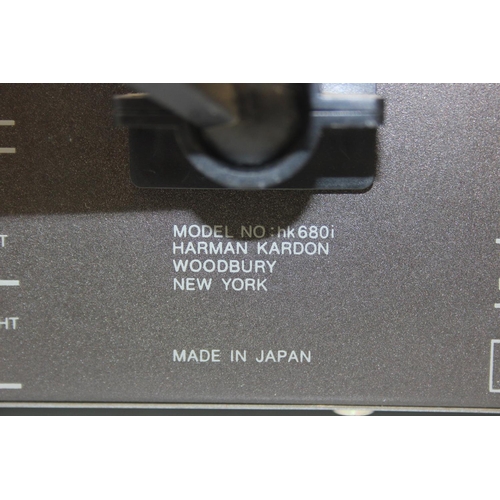 MODEL NO:hk680i
HARMAN KARDON
WOODBURY
NEW YORK
MADE IN JAPAN